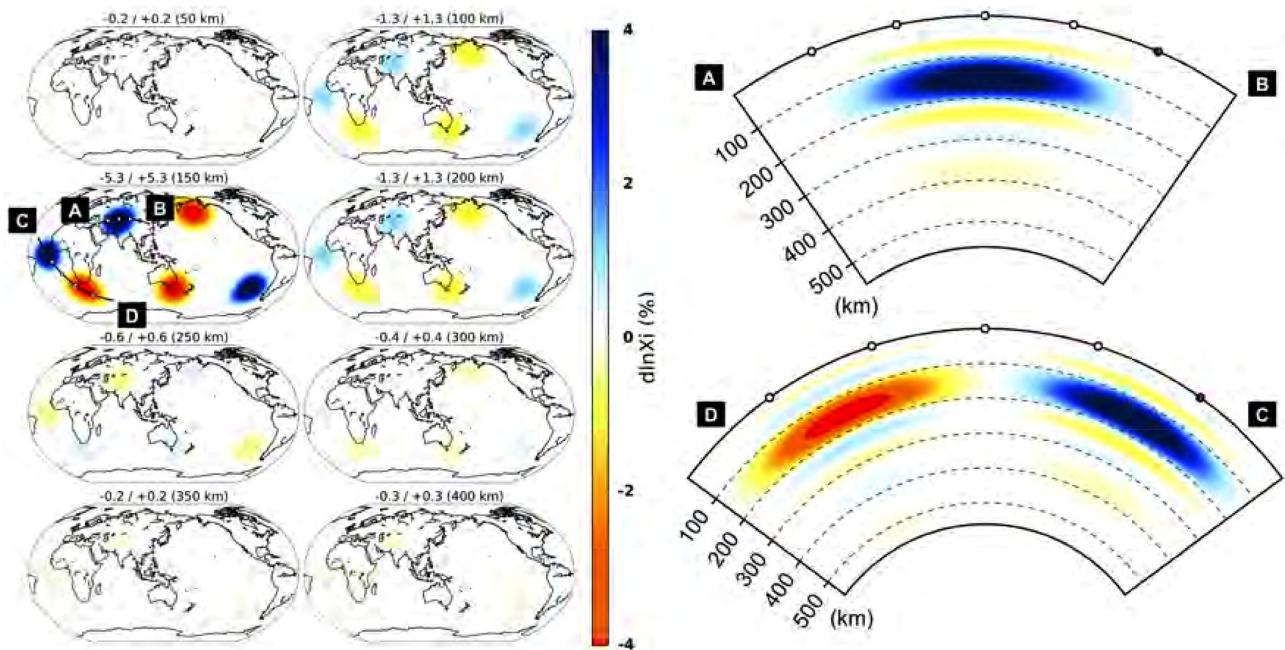 -0.2 / +0.2 (50 km)
-1.3 / +1.3 (100 km)
-5.3 / +5.3 (150 km)
-1.3 / +1.3 (200 km)
C
A
B
D
-0.6 / +0.6 (250 km)
-0.4 / +0.4 (300 km)
-0.2 / +0.2 (350 km)
-0.3 / +0.3 (400 km)
4
2
0
-2
-4
dlnXi (%)
A
B
100
200
300
400
500
(km)
D
C
100
200
300
400
500
(km)